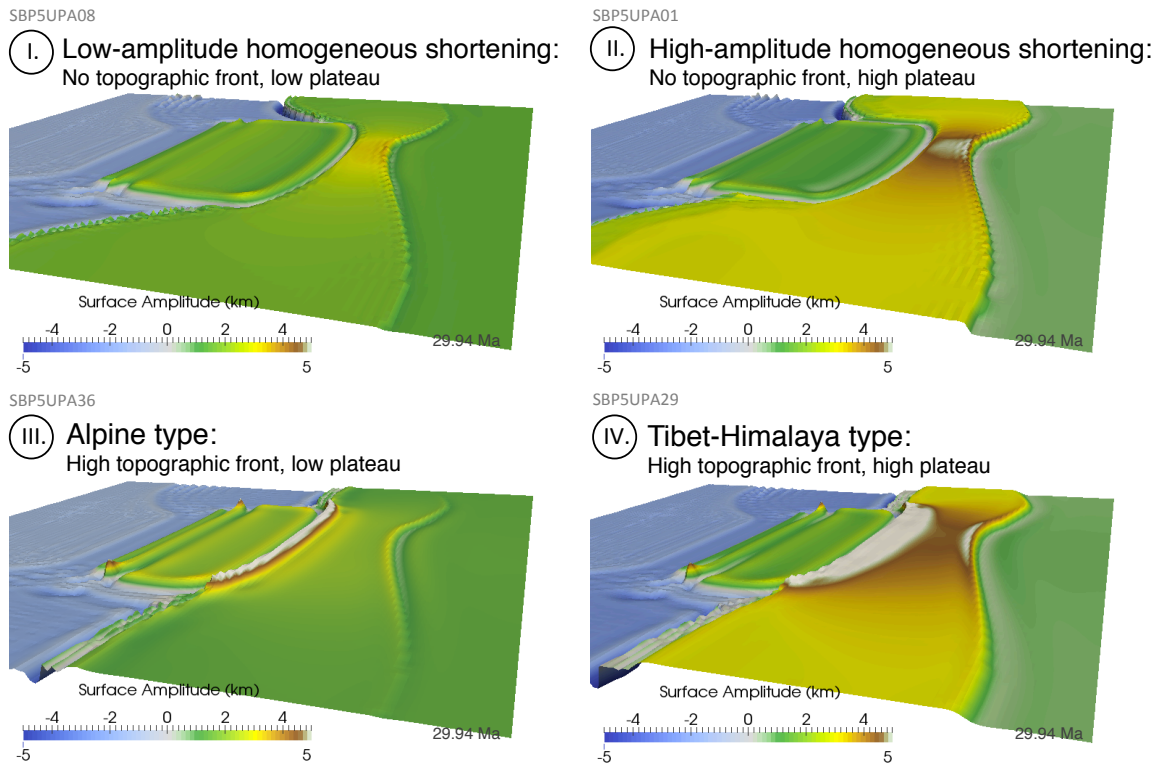 SBP5UPA08
I. Low-amplitude homogeneous shortening:
No topographic front, low plateau
Surface Amplitude (km)
-4 -2 0 2 4
-5 5
29.94 Ma
SBP5UPA01
II. High-amplitude homogeneous shortening:
No topographic front, high plateau
Surface Amplitude (km)
-4 -2 0 2 4
-5 5
29.94 Ma
SBP5UPA36
III. Alpine type:
High topographic front, low plateau
Surface Amplitude (km)
-4 -2 0 2 4
-5 5
29.94 Ma
SBP5UPA29
IV. Tibet-Himalaya type:
High topographic front, high plateau
Surface Amplitude (km)
-4 -2 0 2 4
-5 5
29.94 Ma